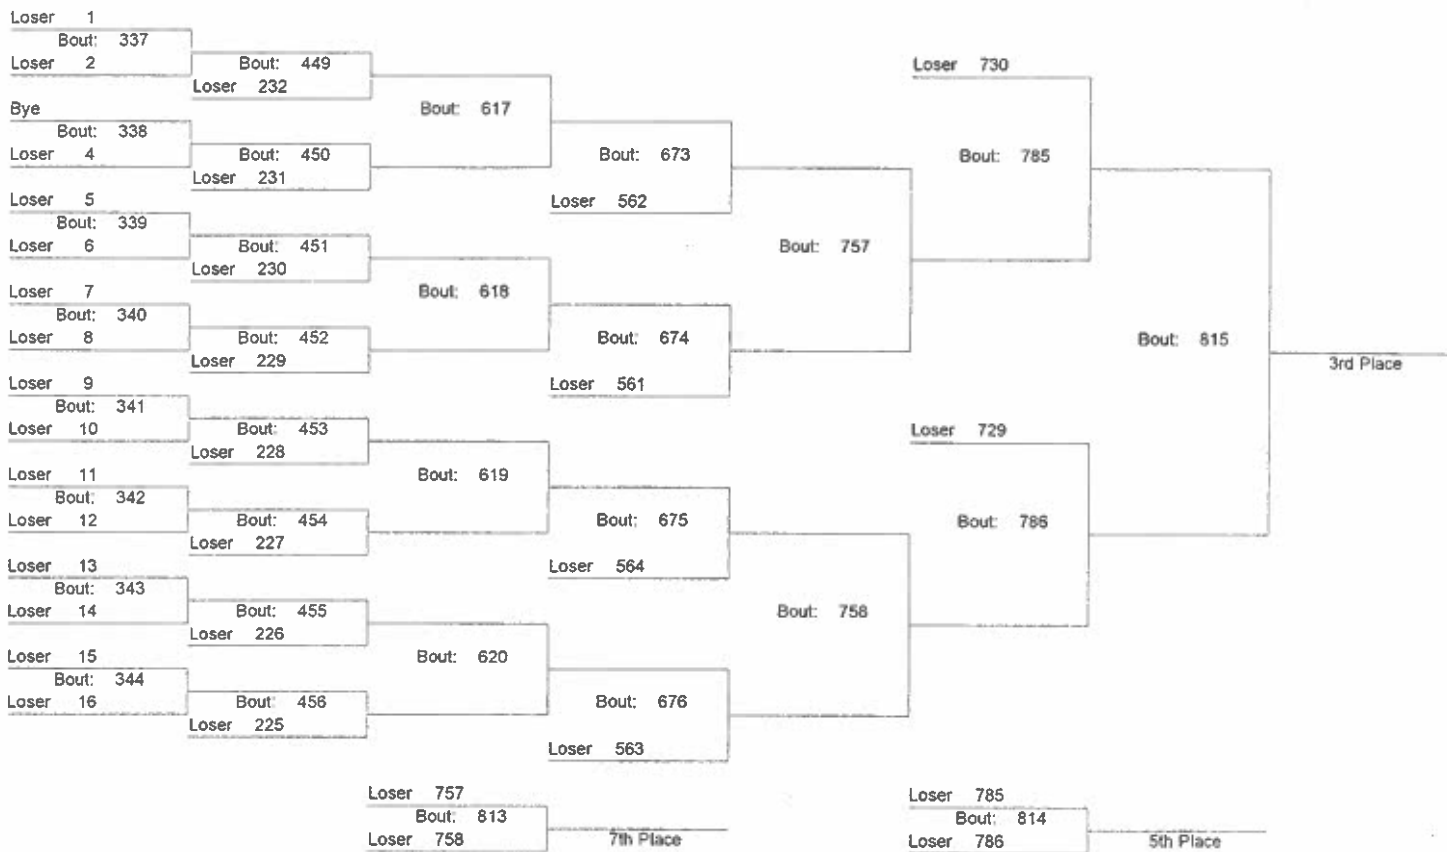 Loser 1
Bout: 337
Loser 2
Bout: 449
Loser 232
Bout: 617
Bye
Bout: 338
Loser 4
Bout: 450
Loser 231
Bout: 673
Loser 562
Loser 5
Bout: 339
Loser 6
Bout: 451
Loser 230
Bout: 618
Loser 7
Bout: 340
Loser 8
Bout: 452
Loser 229
Bout: 674
Loser 561
Bout: 757
Loser 730
Bout: 785
Loser 9
Bout: 341
Loser 10
Bout: 453
Loser 228
Bout: 619
Loser 11
Bout: 342
Loser 12
Bout: 454
Loser 227
Bout: 675
Loser 564
Loser 13
Bout: 343
Loser 14
Bout: 455
Loser 226
Bout: 620
Loser 15
Bout: 344
Loser 16
Bout: 456
Loser 225
Bout: 676
Loser 563
Bout: 758
Loser 729
Bout: 786
Bout: 815
3rd Place
Loser 757
Bout: 813
Loser 758
7th Place
Loser 785
Bout: 814
Loser 786
5th Place